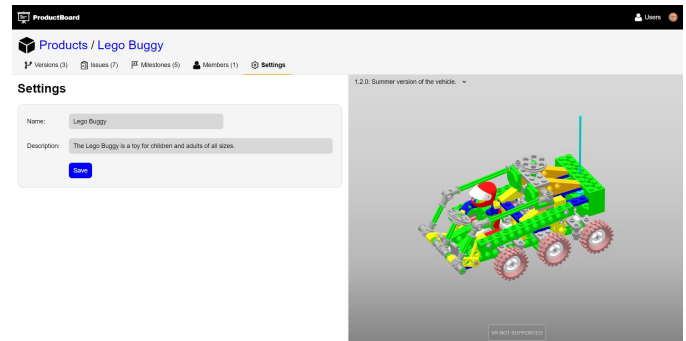 ProductBoard
Users
Products / Lego Buggy
Versions (3) Issues (7) Milestones (5) Members (1) Settings
Settings
Name: Lego Buggy
Description: The Lego Buggy is a toy for children and adults of all sizes.
Save
1.2.0: Summer version of the vehicle.
VR NOT SUPPORTED